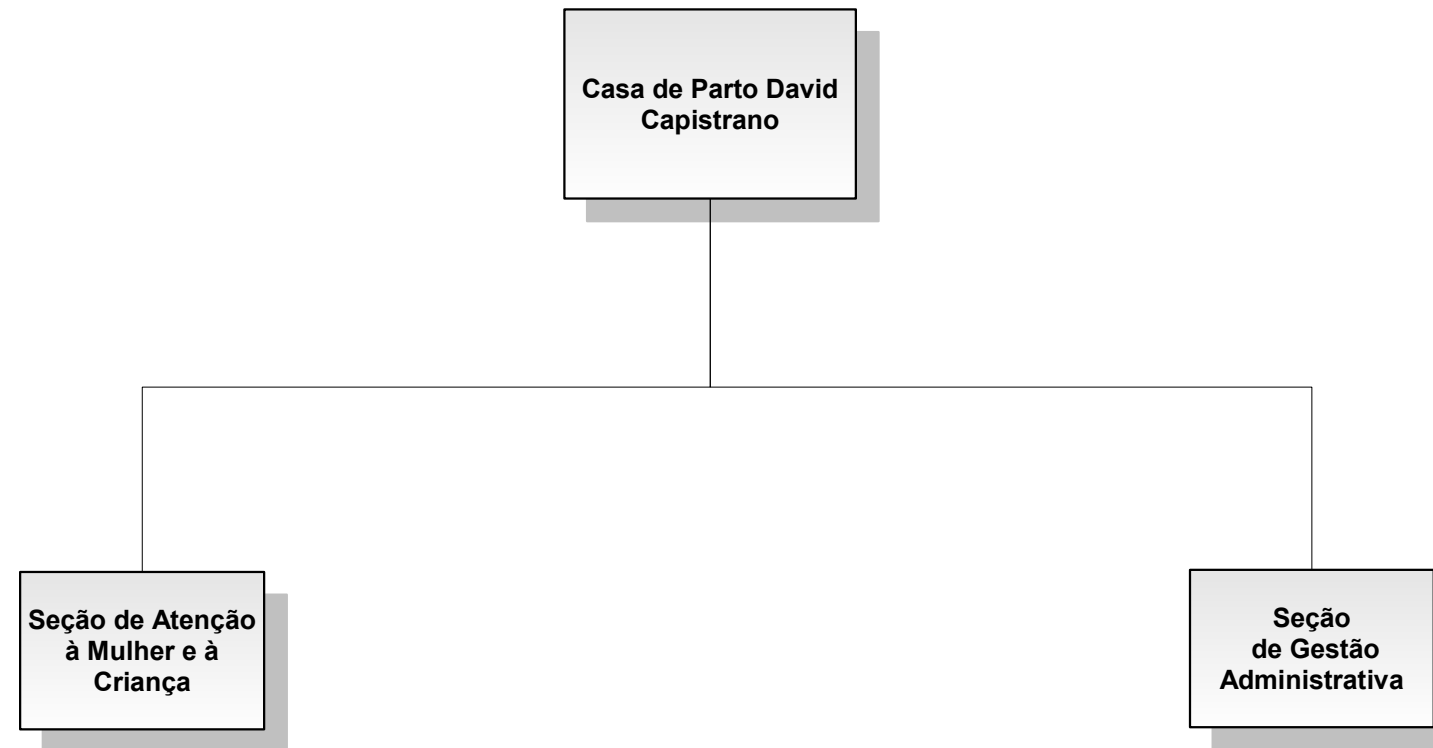 Casa de Parto David
Capistrano
Seção de Atenção
à Mulher e à
Criança
Seção
de Gestão
Administrativa